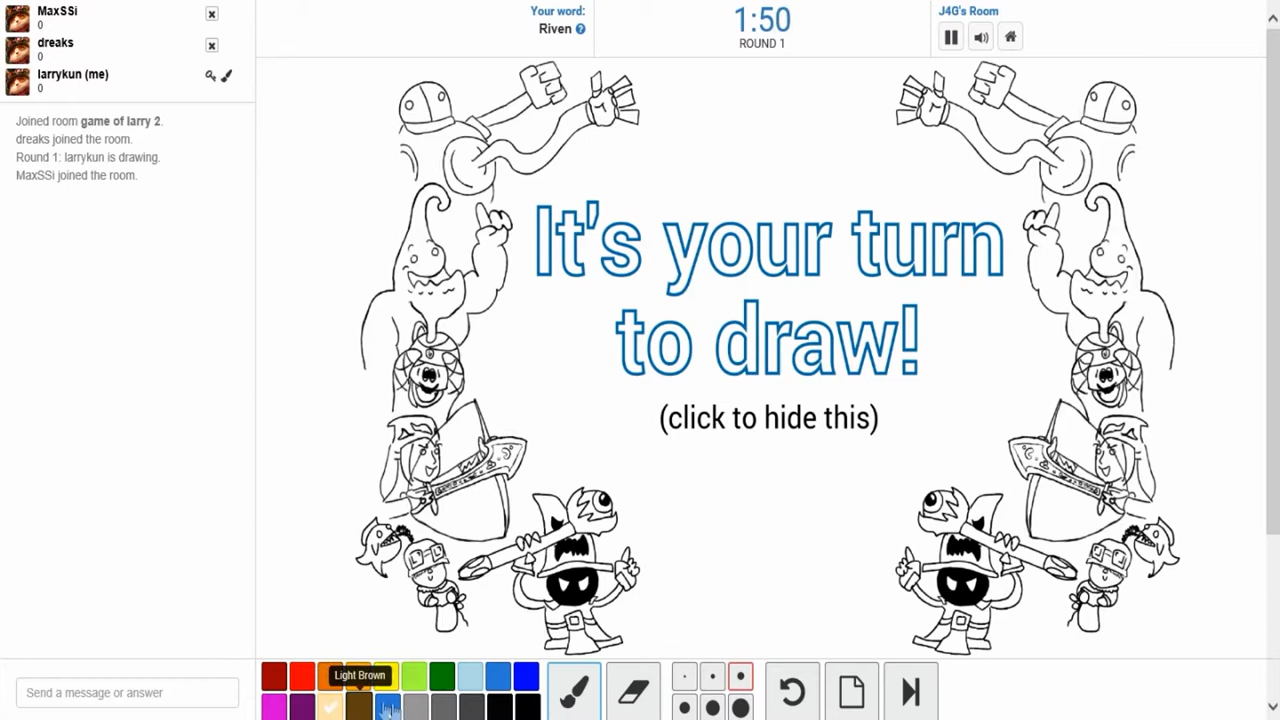 MaxSSi
0
dreaks
0
larrykun (me)
0
Joined room game of larry 2.
dreaks joined the room.
Round 1: larrykun is drawing.
MaxSSi joined the room.
Send a message or answer
Your word:
Riven
1:50
ROUND 1
J4G's Room
It's your turn
to draw!
(click to hide this)
Light Brown